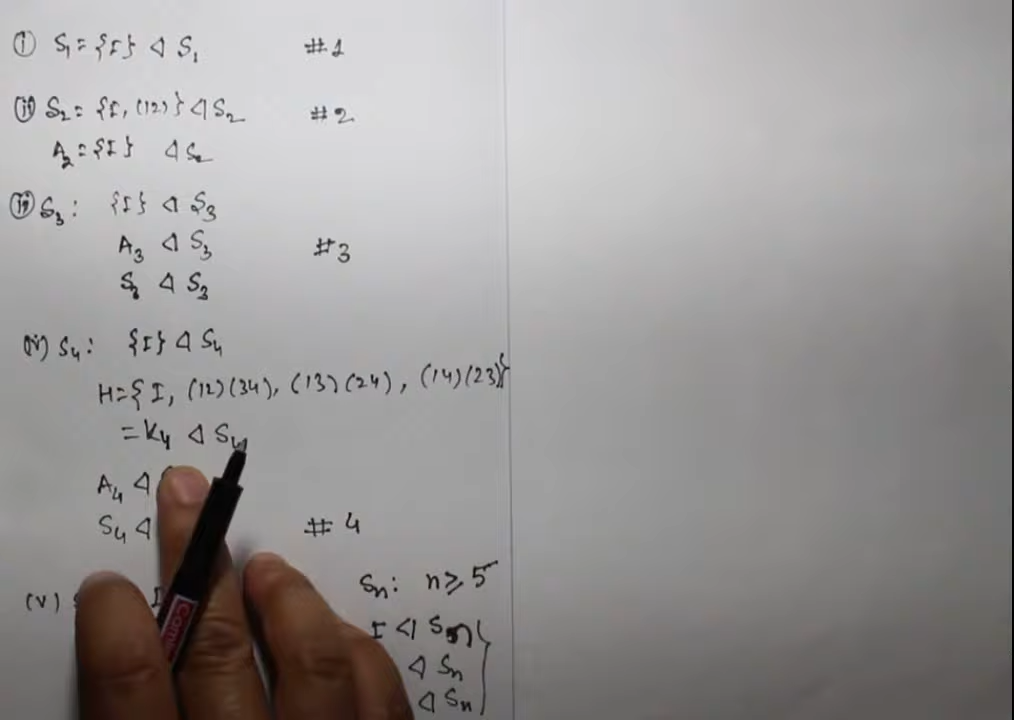 (i) S₁ = {I} ⊲ S₁ #1
(ii) S₂ = {I, (12)} ⊲ S₂ #2
A₂ = {I} ⊲ S₂
(iii) S₃: {I} ⊲ S₃
A₃ ⊲ S₃ #3
S₃ ⊲ S₃
(iv) S₄: {I} ⊲ S₄
H = {I, (12)(34), (13)(24), (14)(23)}
= K₄ ⊲ S₄
A₄ ⊲
S₄ ⊲ #4
(v)
Sₙ: n ≥ 5
I ⊲ Sₙ
⊲ Sₙ
⊲ Sₙ